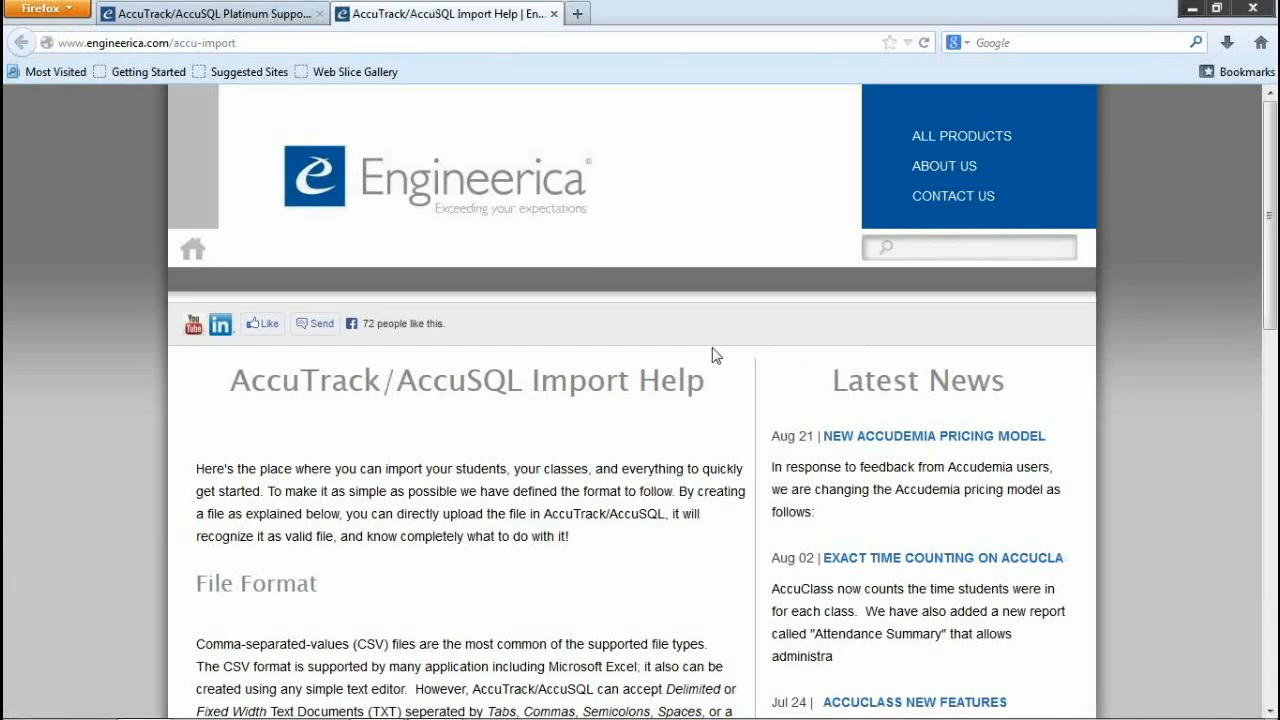 Firefox
AccuTrack/AccuSQL Platinum Suppo...
AccuTrack/AccuSQL Import Help | En...
www.engineerica.com/accu-import
Google
Most Visited
Getting Started
Suggested Sites
Web Slice Gallery
Bookmarks
Engineerica®
Exceeding your expectations
ALL PRODUCTS
ABOUT US
CONTACT US
You Tube
in
Like
Send
72 people like this.
AccuTrack/AccuSQL Import Help
Here's the place where you can import your students, your classes, and everything to quickly
get started. To make it as simple as possible we have defined the format to follow. By creating
a file as explained below, you can directly upload the file in AccuTrack/AccuSQL, it will
recognize it as valid file, and know completely what to do with it!
File Format
Comma-separated-values (CSV) files are the most common of the supported file types.
The CSV format is supported by many application including Microsoft Excel; it also can be
created using any simple text editor.  However, AccuTrack/AccuSQL can accept Delimited or
Fixed Width Text Documents (TXT) seperated by Tabs, Commas, Semicolons, Spaces, or a
Latest News
Aug 21 | NEW ACCUDEMIA PRICING MODEL
In response to feedback from Accudemia users,
we are changing the Accudemia pricing model as
follows:
Aug 02 | EXACT TIME COUNTING ON ACCUCLA
AccuClass now counts the time students were in
for each class.  We have also added a new report
called "Attendance Summary" that allows
administra
Jul 24 | ACCUCLASS NEW FEATURES